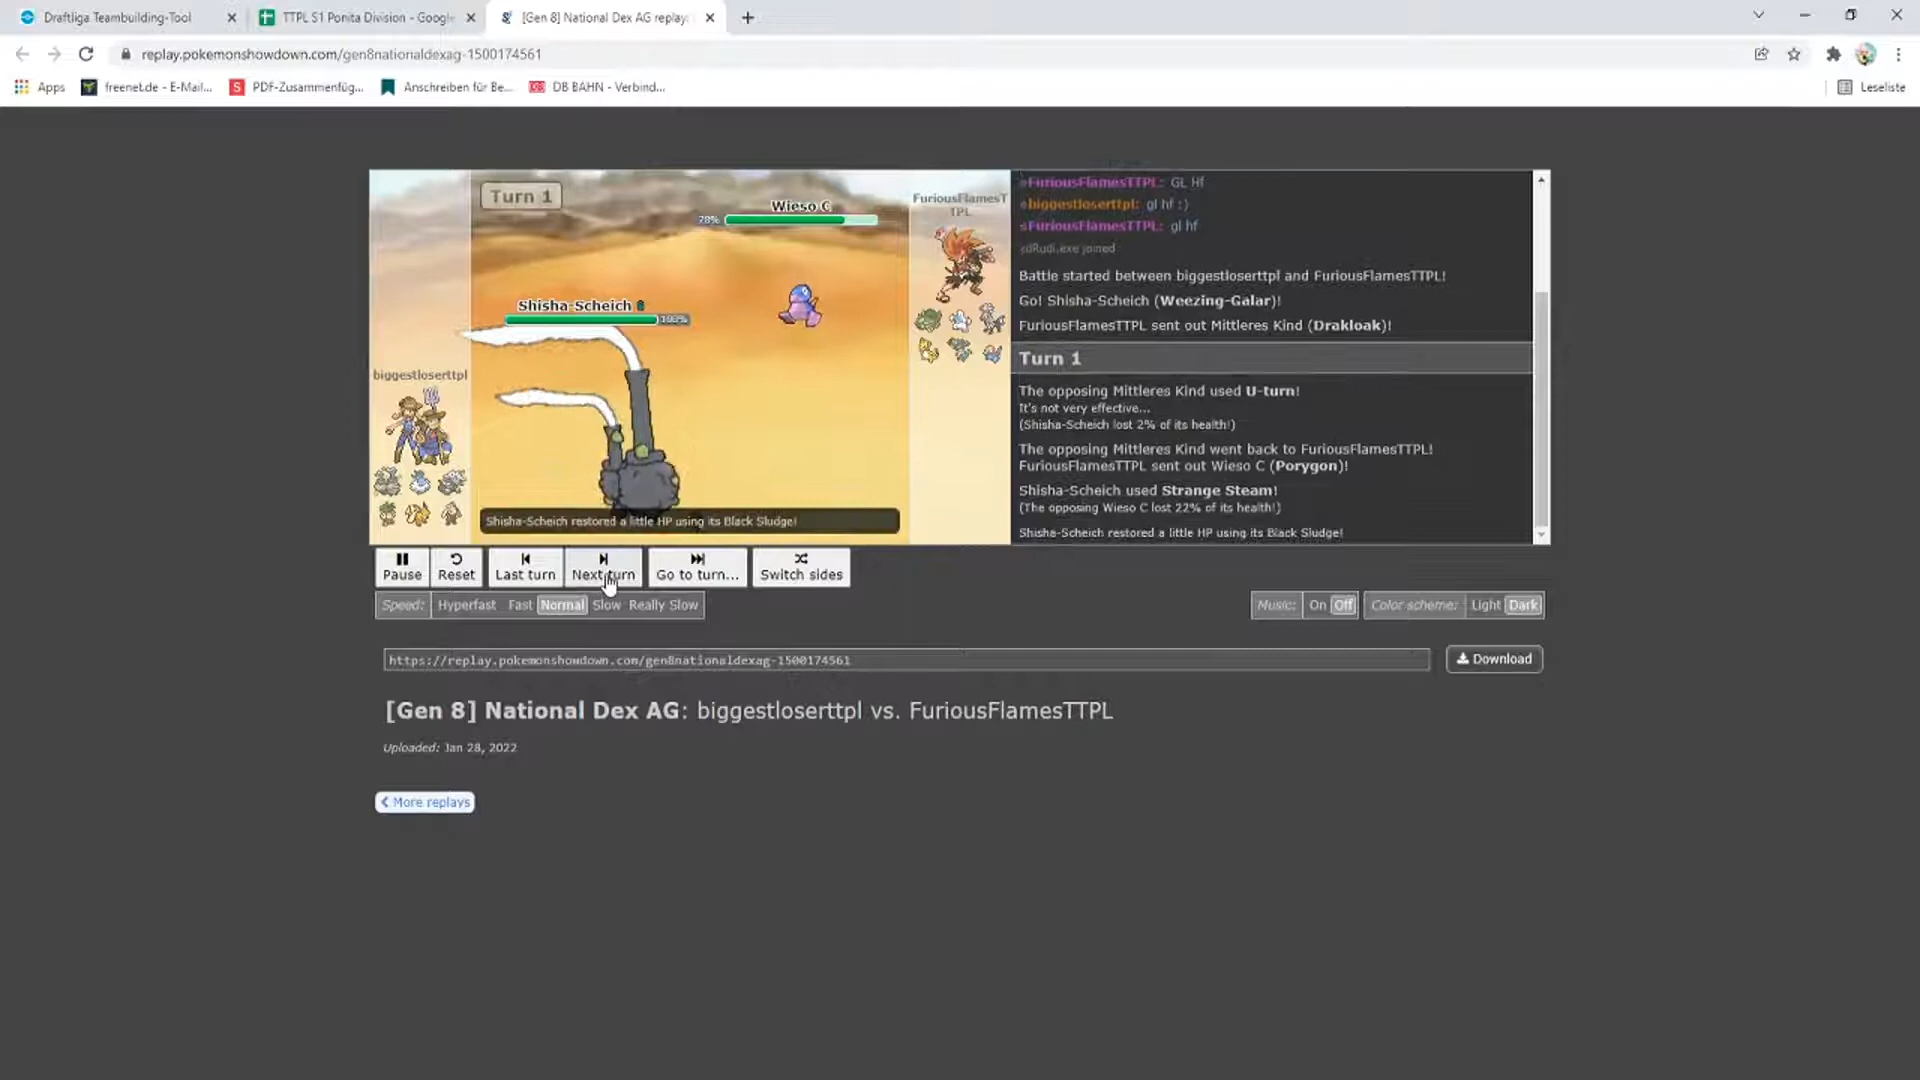 Draftliga Teambuilding-Tool
TTPL S1 Ponita Division - Google
[Gen 8] National Dex AG replay:
replay.pokemonshowdown.com/gen8nationaldexag-1500174561
Apps
freenet.de - E-Mail...
PDF-Zusammenfüg...
Anschreiben für Be...
DB BAHN - Verbind...
Leseliste
Turn 1
Wieso C
78%
Shisha-Scheich
100%
biggestloserttpl
FuriousFlamesT
TPL
Shisha-Scheich restored a little HP using its Black Sludge!
FuriousFlamesTTPL: GL Hf
biggestloserttpl: gl hf :)
FuriousFlamesTTPL: gl hf
Rudi.exe joined
Battle started between biggestloserttpl and FuriousFlamesTTPL!
Go! Shisha-Scheich (Weezing-Galar)!
FuriousFlamesTTPL sent out Mittleres Kind (Drakloak)!
Turn 1
The opposing Mittleres Kind used U-turn!
It's not very effective...
(Shisha-Scheich lost 2% of its health!)
The opposing Mittleres Kind went back to FuriousFlamesTTPL!
FuriousFlamesTTPL sent out Wieso C (Porygon)!
Shisha-Scheich used Strange Steam!
(The opposing Wieso C lost 22% of its health!)
Shisha-Scheich restored a little HP using its Black Sludge!
Pause
Reset
Last turn
Next turn
Go to turn...
Switch sides
Speed: Hyperfast Fast Normal Slow Really Slow
Music: On Off
Color scheme: Light Dark
https://replay.pokemonshowdown.com/gen8nationaldexag-1500174561
Download
[Gen 8] National Dex AG: biggestloserttpl vs. FuriousFlamesTTPL
Uploaded: Jan 28, 2022
More replays